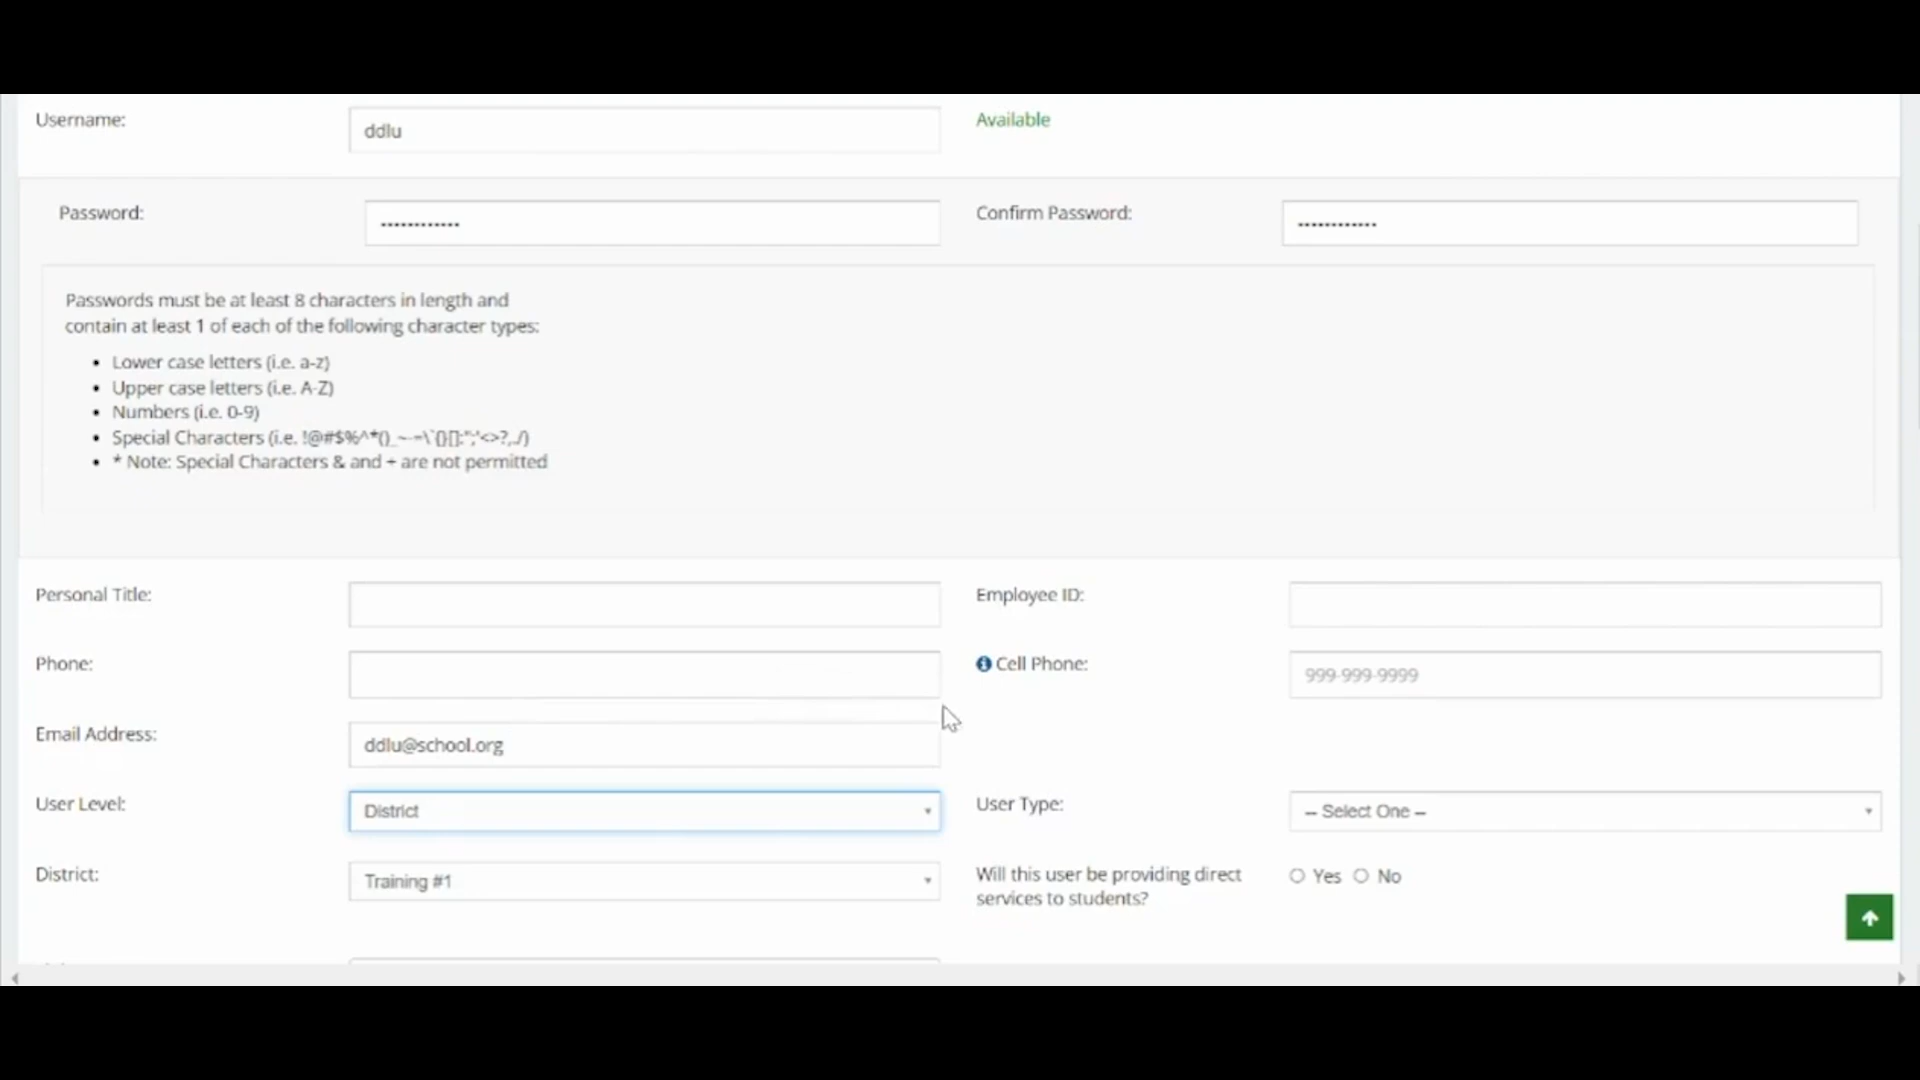 Username:
ddlu
Available
Password:
••••••••••••
Confirm Password:
••••••••••••
Passwords must be at least 8 characters in length and
contain at least 1 of each of the following character types:
• Lower case letters (i.e. a-z)
• Upper case letters (i.e. A-Z)
• Numbers (i.e. 0-9)
• Special Characters (i.e.
• * Note: Special Characters & and + are not permitted
Personal Title:
Employee ID:
Phone:
Cell Phone:
999-999-9999
Email Address:
ddlu@school.org
User Level:
District
User Type:
-- Select One --
District:
Training #1
Will this user be providing direct
services to students?
Yes
No